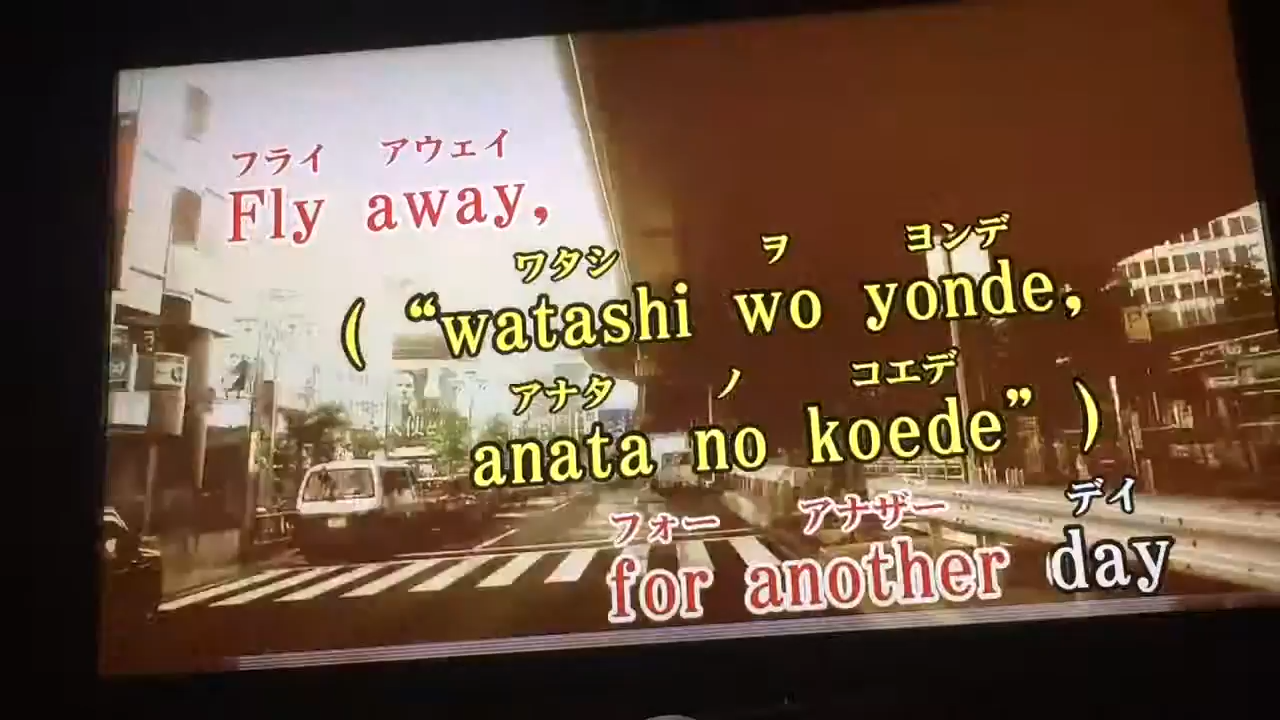 フライ アウェイ
Fly away,
ワタシ ヲ ヨンデ
( “watashi wo yonde,
アナタ ノ コエデ
anata no koede” )
フォー アナザー デイ
for another day